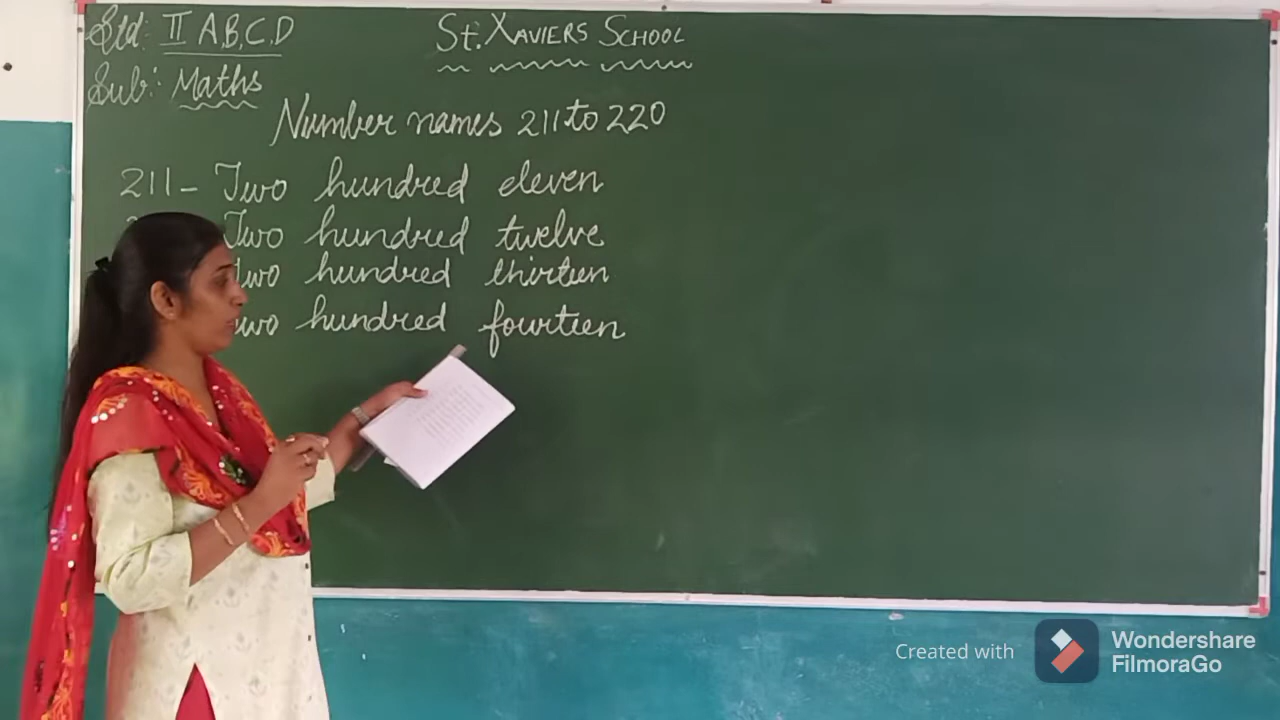 Std: II A,B,C,D
St. XAVIERS SCHOOL
Sub: Maths
Number names 211 to 220
211 - Two hundred eleven
Two hundred twelve
Two hundred thirteen
Two hundred fourteen
Created with
Wondershare
FilmoraGo